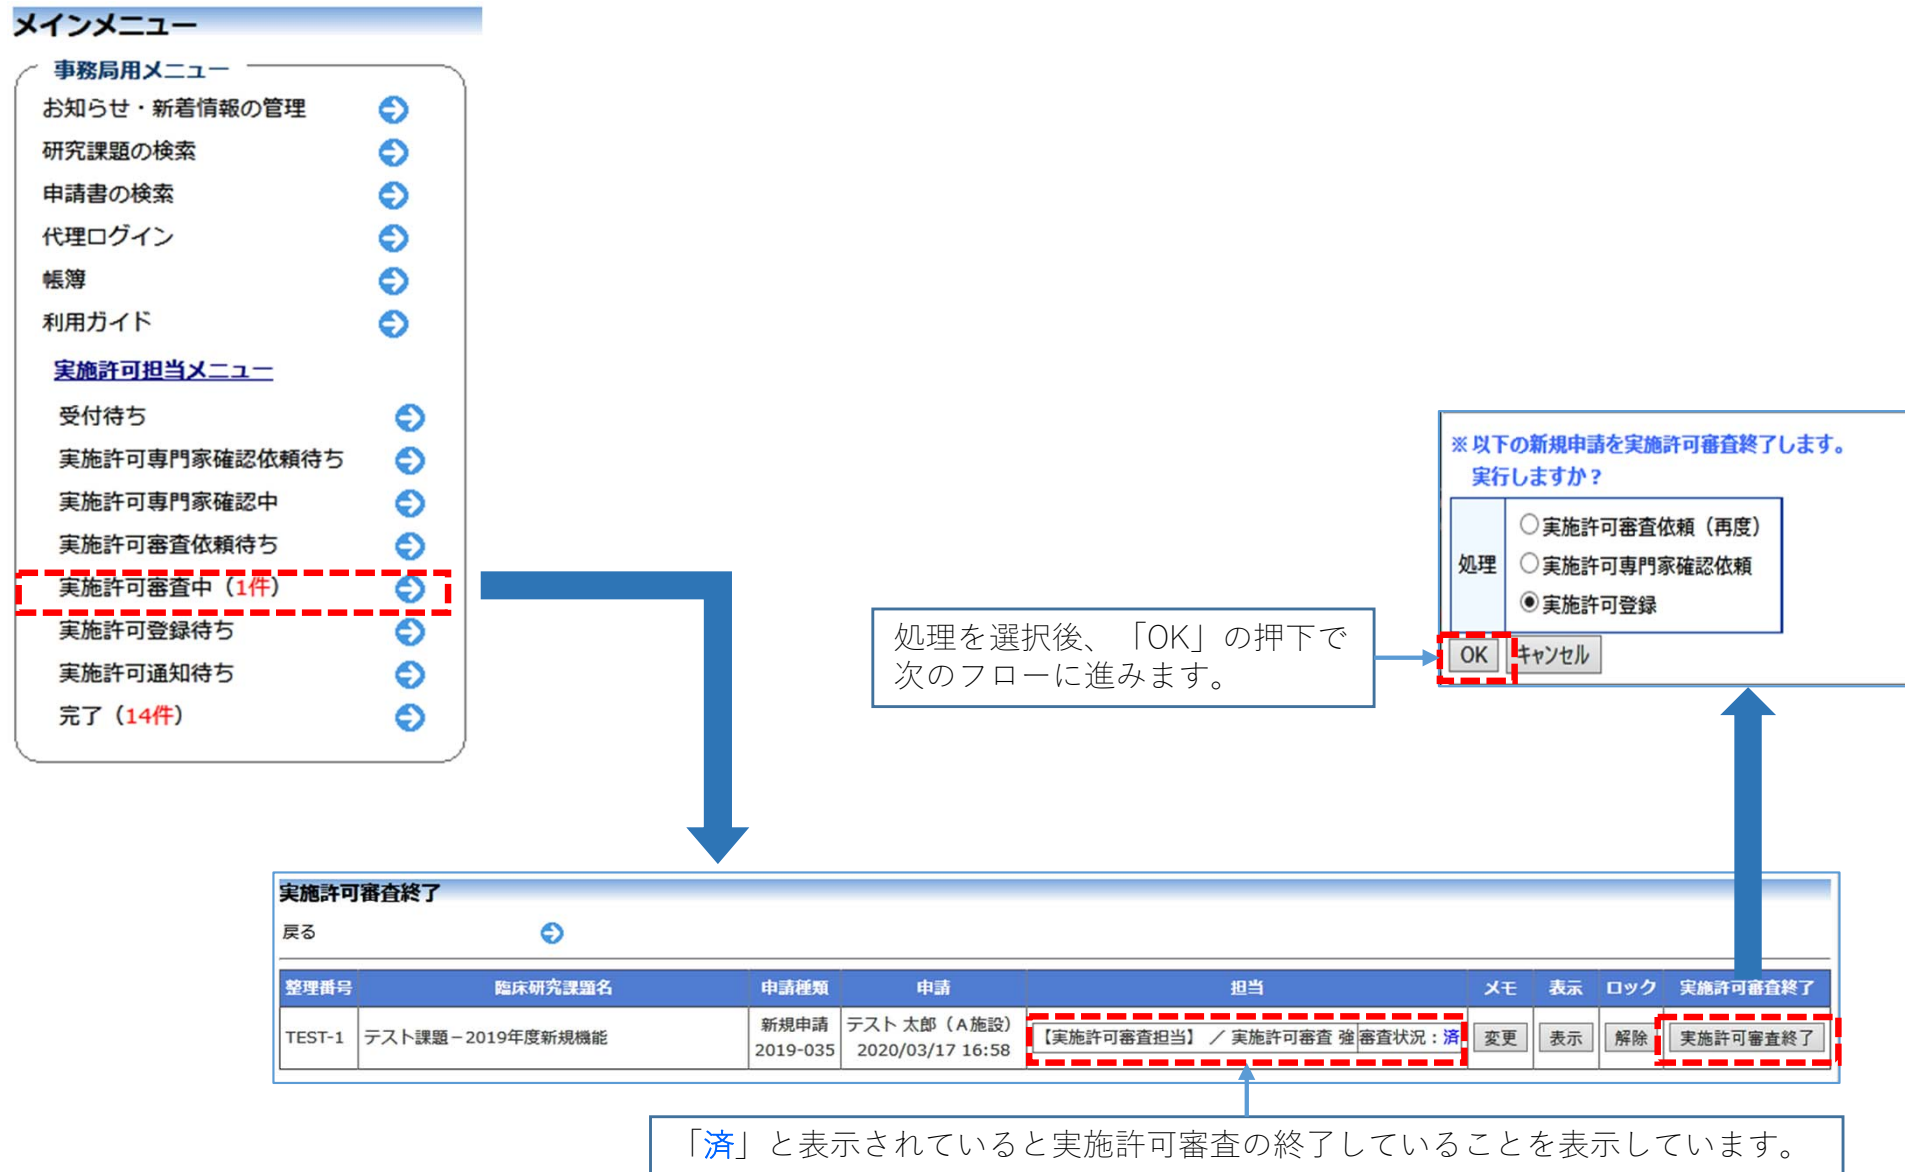 メインメニュー
事務局用メニュー
お知らせ・新着情報の管理
研究課題の検索
申請書の検索
代理ログイン
帳簿
利用ガイド
実施許可担当メニュー
受付待ち
実施許可専門家確認依頼待ち
実施許可専門家確認中
実施許可審査依頼待ち
実施許可審査中（1件）
実施許可登録待ち
実施許可通知待ち
完了（14件）
処理を選択後、「OK」の押下で
次のフローに進みます。
※以下の新規申請を実施許可審査終了します。
実行しますか？
処理
実施許可審査依頼（再度）
実施許可専門家確認依頼
実施許可登録
OK キャンセル
実施許可審査終了
戻る
整理番号 臨床研究課題名 申請種類 申請 担当 メモ 表示 ロック 実施許可審査終了
TEST-1 テスト課題－2019年度新規機能 新規申請 2019-035 テスト 太郎（A施設） 2020/03/17 16:58 【実施許可審査担当】 ／ 実施許可審査 強 審査状況：済 変更 表示 解除 実施許可審査終了
「済」と表示されていると実施許可審査の終了していることを表示しています。